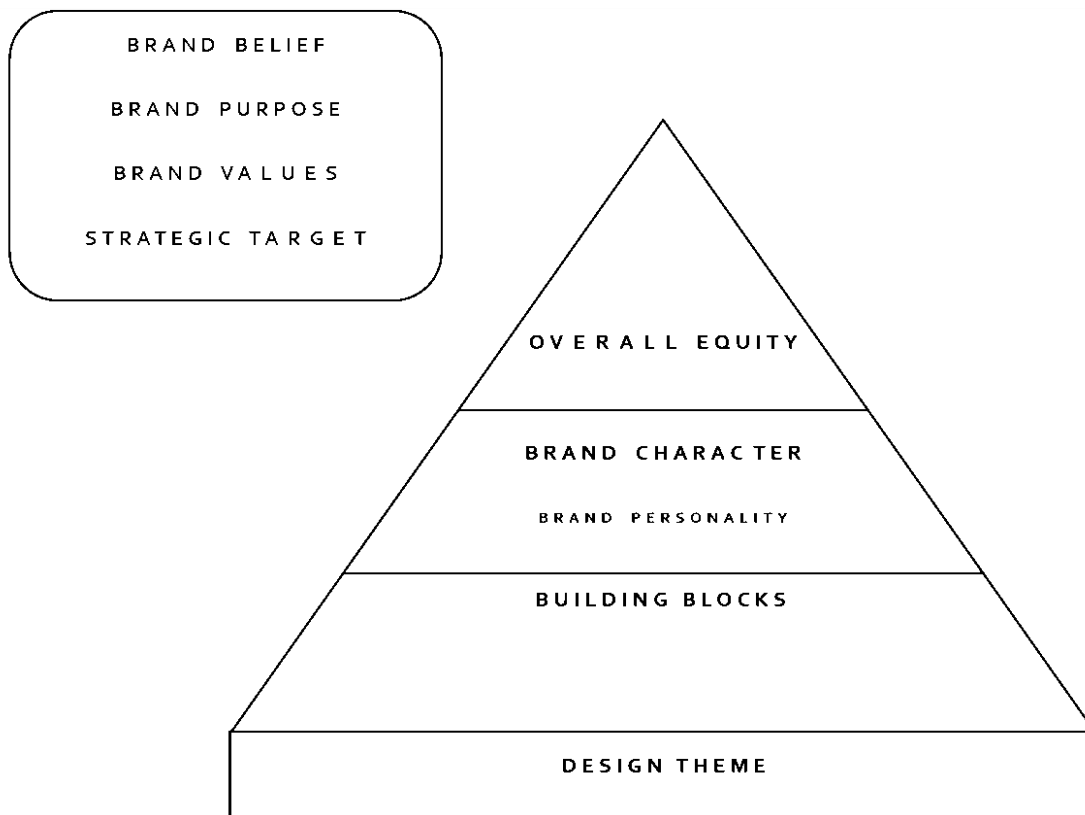 BRAND BELIEF
BRAND PURPOSE
BRAND VALUES
STRATEGIC TARGET
OVERALL EQUITY
BRAND CHARACTER
BRAND PERSONALITY
BUILDING BLOCKS
DESIGN THEME